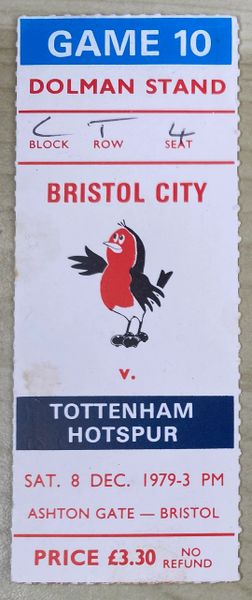 GAME 10
DOLMAN STAND
C T 4
BLOCK ROW SEAT
BRISTOL CITY
v.
TOTTENHAM
HOTSPUR
SAT. 8 DEC. 1979-3 PM
ASHTON GATE — BRISTOL
PRICE £3.30 NO REFUND